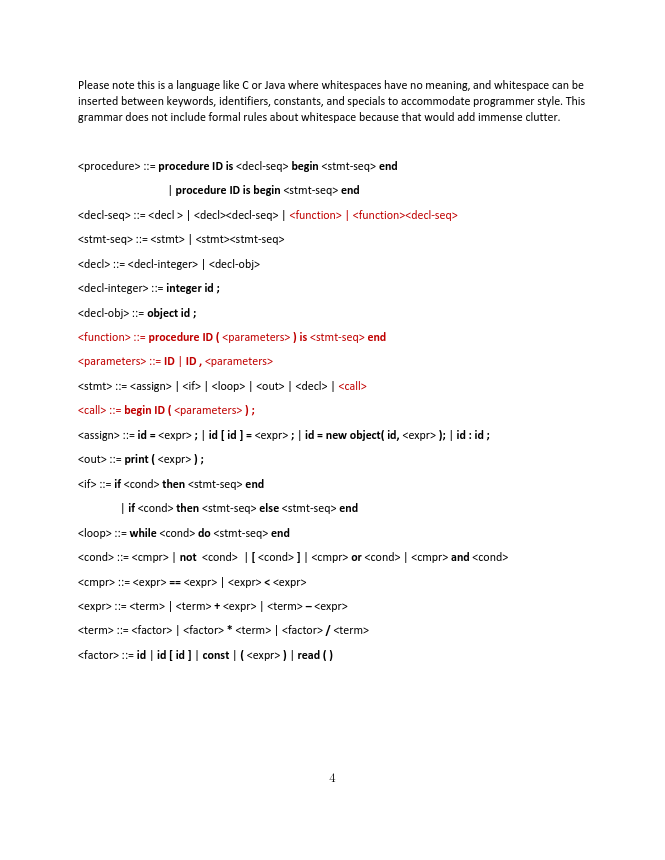 Please note this is a language like C or Java where whitespaces have no meaning, and whitespace can be
inserted between keywords, identifiers, constants, and specials to accommodate programmer style. This
grammar does not include formal rules about whitespace because that would add immense clutter.
<procedure> ::= procedure ID is <decl-seq> begin <stmt-seq> end
| procedure ID is begin <stmt-seq> end
<decl-seq> ::= <decl > | <decl><decl-seq> | <function> | <function><decl-seq>
<stmt-seq> ::= <stmt> | <stmt><stmt-seq>
<decl> ::= <decl-integer> | <decl-obj>
<decl-integer> ::= integer id ;
<decl-obj> ::= object id ;
<function> ::= procedure ID ( <parameters> ) is <stmt-seq> end
<parameters> ::= ID | ID , <parameters>
<stmt> ::= <assign> | <if> | <loop> | <out> | <decl> | <call>
<call> ::= begin ID ( <parameters> ) ;
<assign> ::= id = <expr> ; | id [ id ] = <expr> ; | id = new object( id, <expr> ); | id : id ;
<out> ::= print ( <expr> ) ;
<if> ::= if <cond> then <stmt-seq> end
| if <cond> then <stmt-seq> else <stmt-seq> end
<loop> ::= while <cond> do <stmt-seq> end
<cond> ::= <cmpr> | not <cond> | [ <cond> ] | <cmpr> or <cond> | <cmpr> and <cond>
<cmpr> ::= <expr> == <expr> | <expr> < <expr>
<expr> ::= <term> | <term> + <expr> | <term> – <expr>
<term> ::= <factor> | <factor> * <term> | <factor> / <term>
<factor> ::= id | id [ id ] | const | ( <expr> ) | read ( )
4